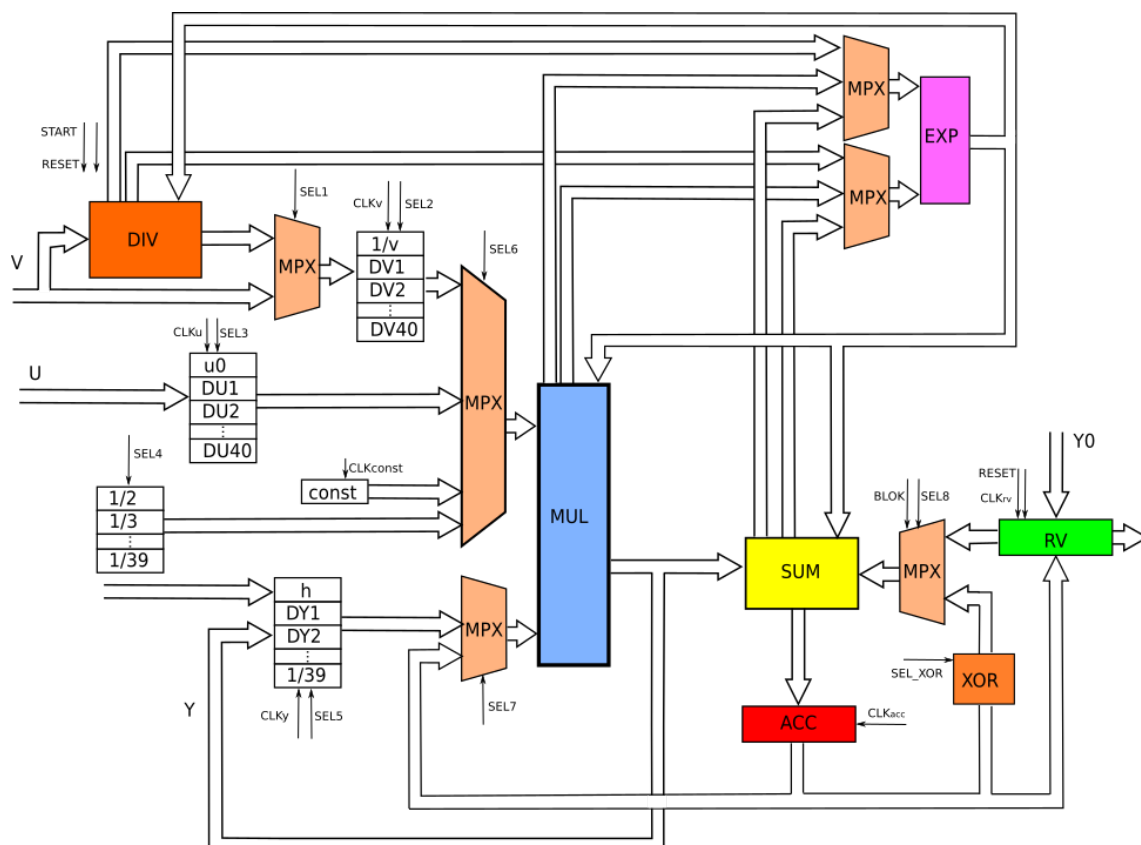 START
RESET
DIV
V
SEL1
MPX
CLKv
SEL2
1/v
DV1
DV2
DV40
SEL6
MPX
MPX
MPX
EXP
CLKu
SEL3
U
u0
DU1
DU2
DU40
SEL4
1/2
1/3
1/39
CLKconst
const
MUL
h
DY1
DY2
1/39
CLKy
SEL5
Y
MPX
SEL7
SUM
ACC
CLKacc
BLOK
SEL8
MPX
SEL_XOR
XOR
RESET
CLKrv
Y0
RV